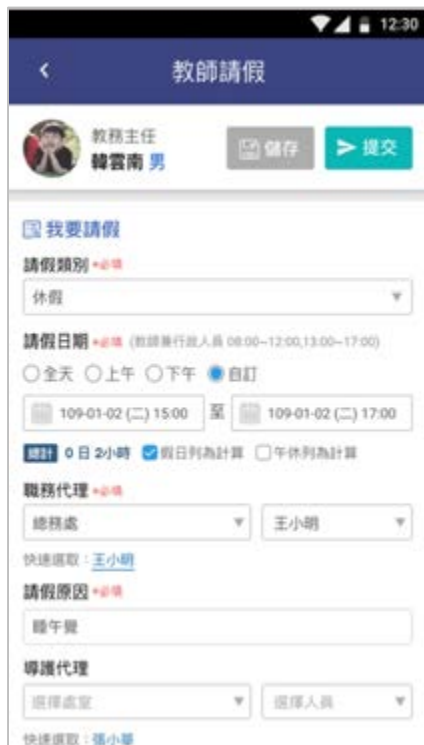 12:30
教師請假
教務主任
韓雲南 男
儲存
提交
我要請假
請假類別 *必填
休假
請假日期 *必填 (教師兼行政人員 08:00~12:00,13:00~17:00)
全天 上午 下午 自訂
109-01-02 (二) 15:00 至 109-01-02 (二) 17:00
總計 0 日 2小時 假日列為計算 午休列為計算
職務代理 *必填
總務處 王小明
快速選取：王小明
請假原因 *必填
睡午覺
導護代理
選擇處室 選擇人員
快速選取：張小華